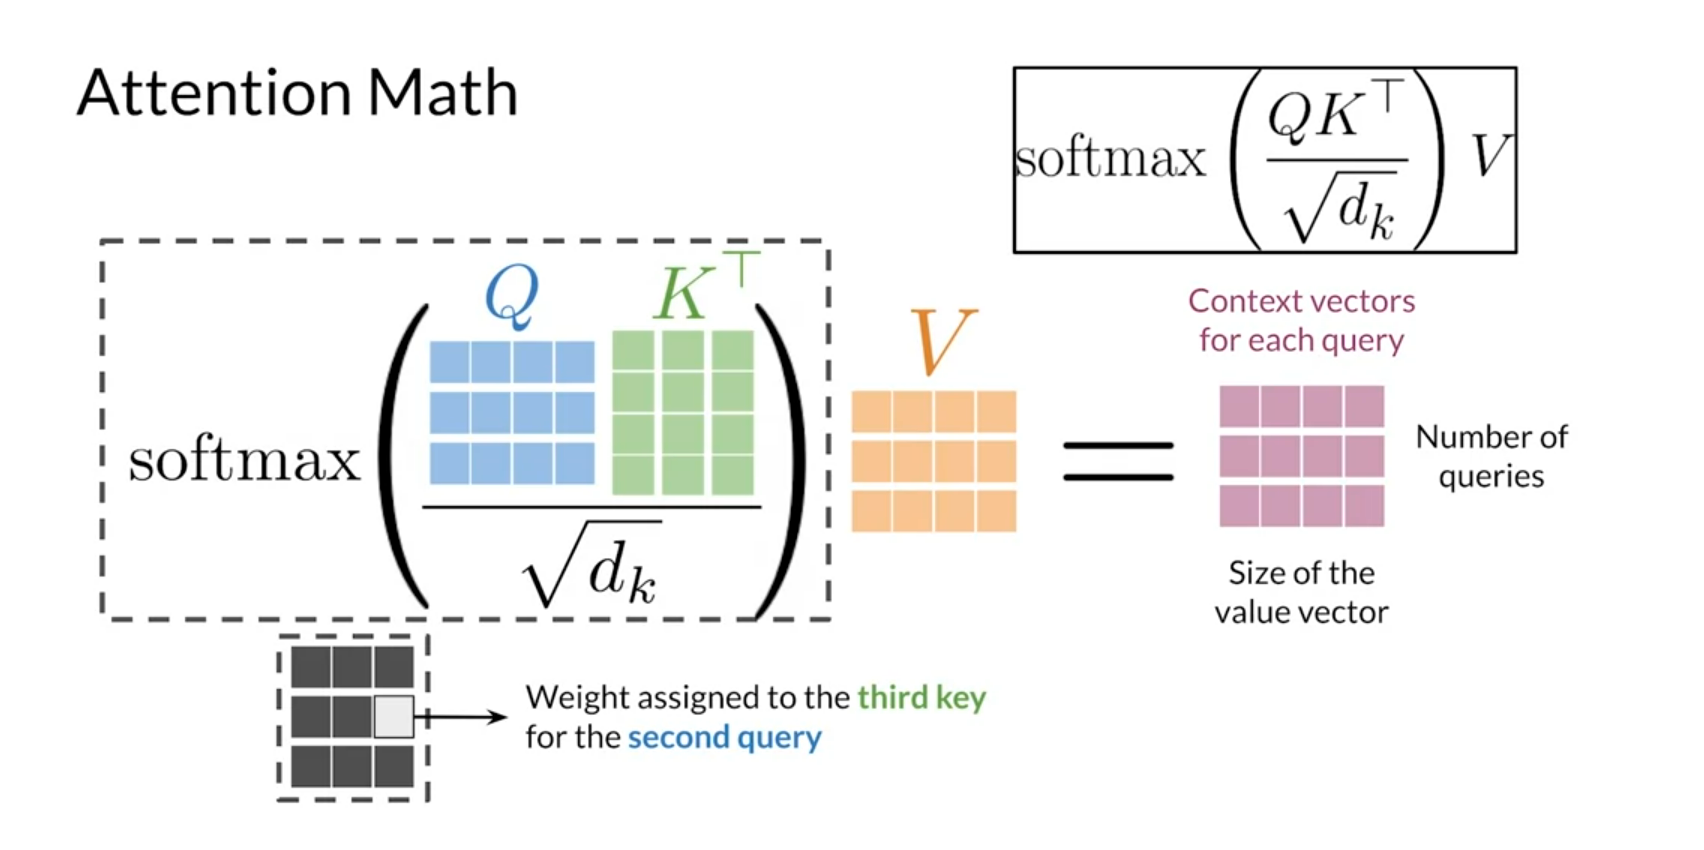 Attention Math
softmax(QK⊤/√dₖ)V
Q K⊤
softmax
√dₖ
V
=
Context vectors
for each query
Number of
queries
Size of the
value vector
Weight assigned to the third key
for the second query